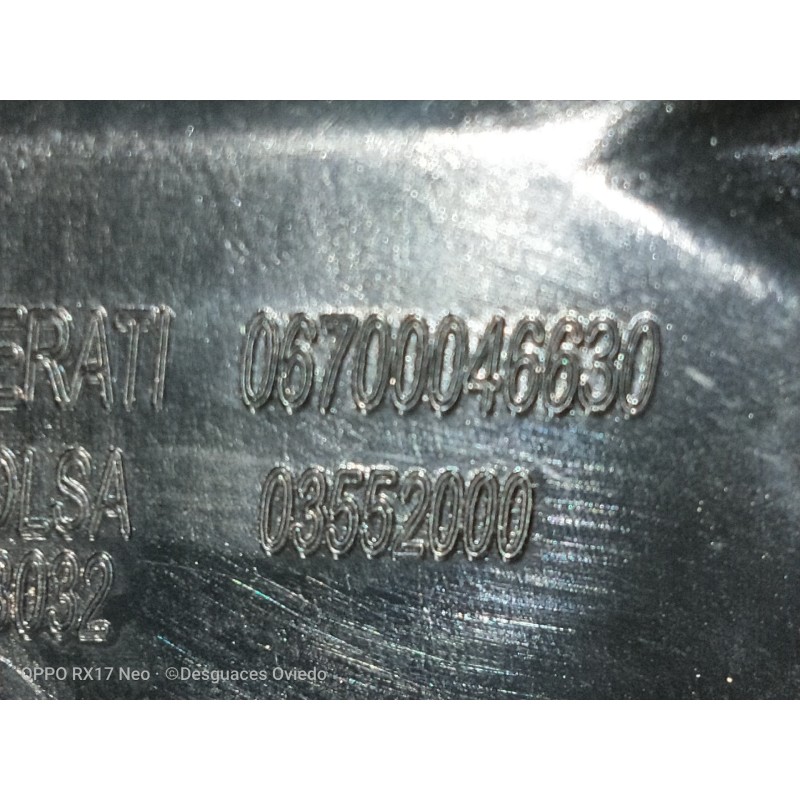 ERATI 06700046630
OLSA 03552000
3032
OPPO RX17 Neo · ©Desguaces Oviedo